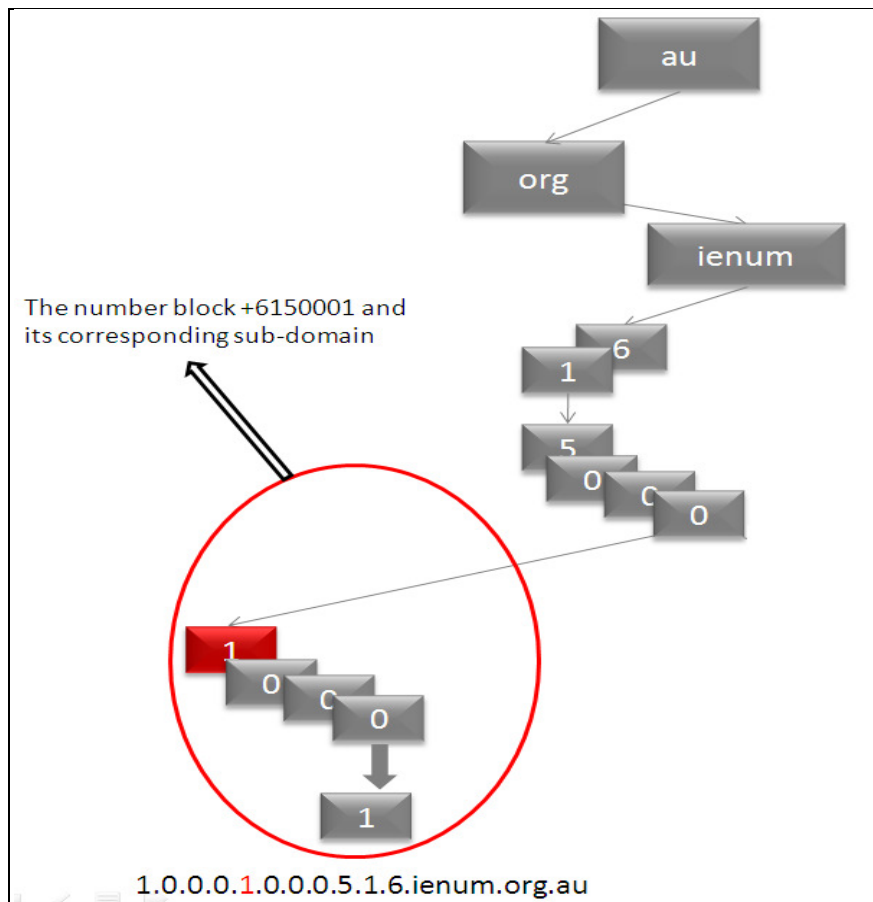 au
org
ienum
The number block +6150001 and
its corresponding sub-domain
6
1
5
0
0
0
1
0
0
0
1
1.0.0.0.1.0.0.0.5.1.6.ienum.org.au